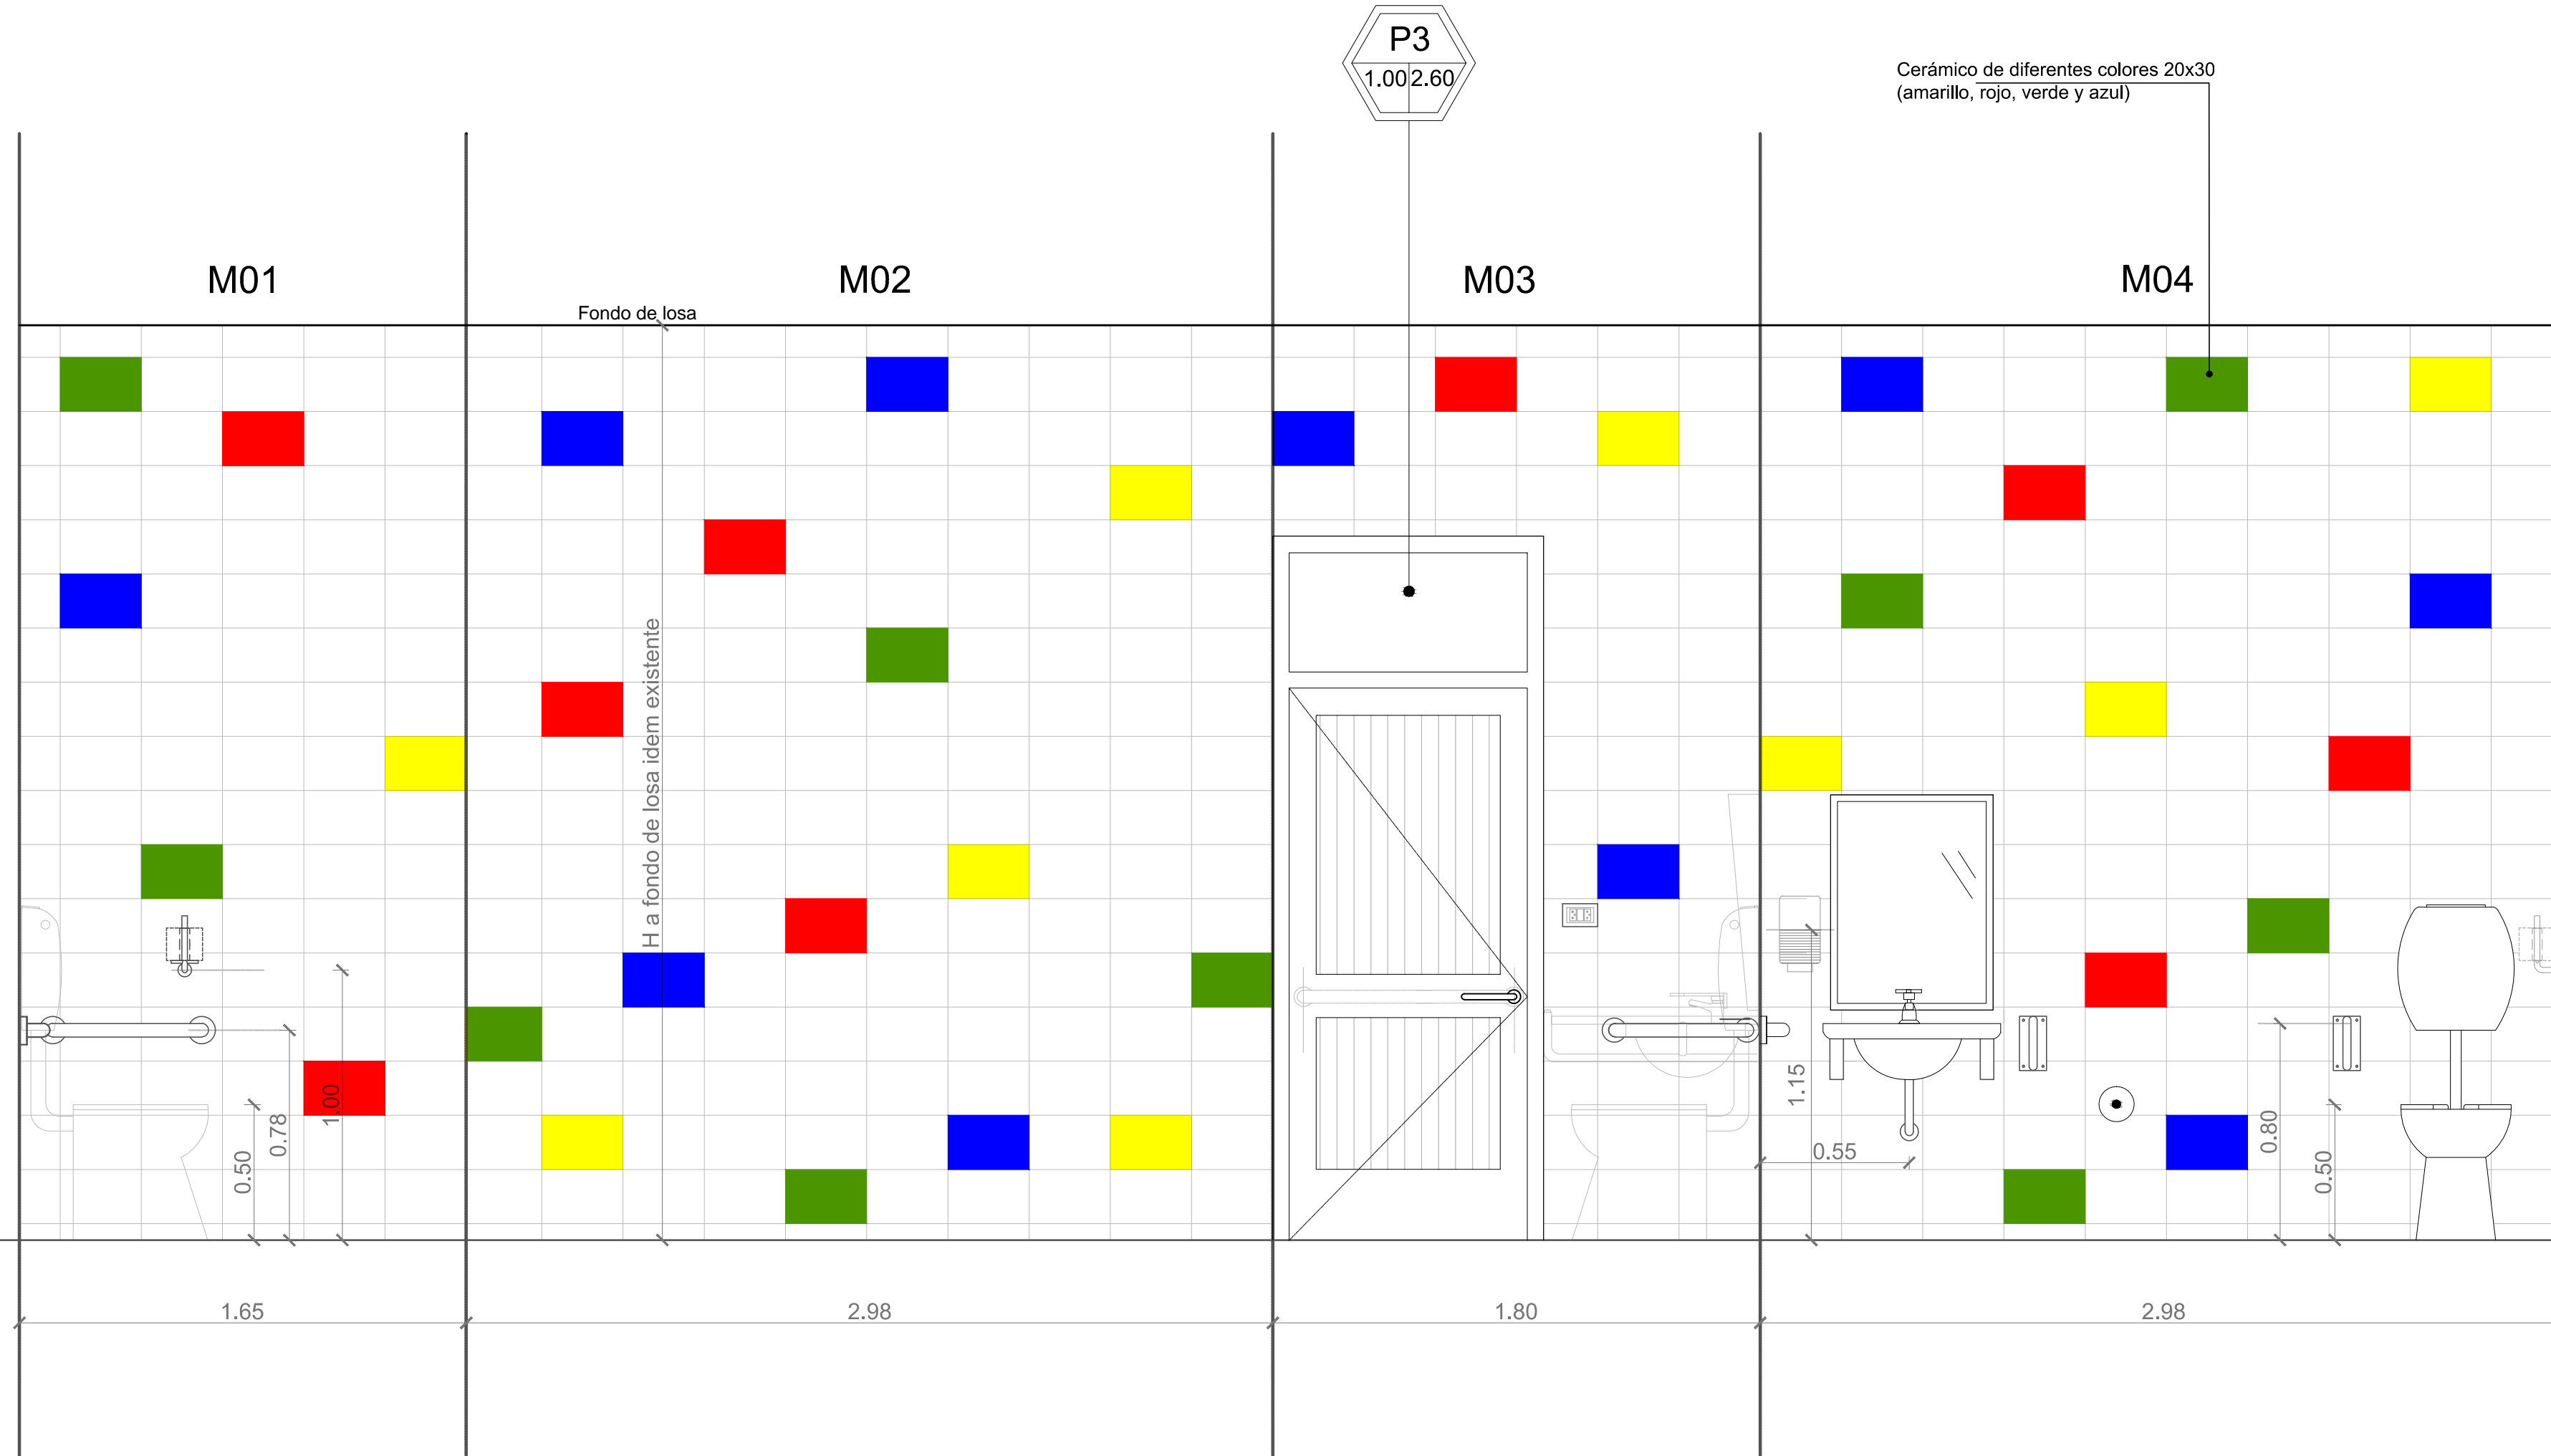 P3
1.00 2.60
Cerámico de diferentes colores 20x30
(amarillo, rojo, verde y azul)
M01
M02
M03
M04
Fondo de losa
H a fondo de losa idem existente
0.50
0.78
1.00
1.15
0.55
0.80
0.50
1.65
2.98
1.80
2.98